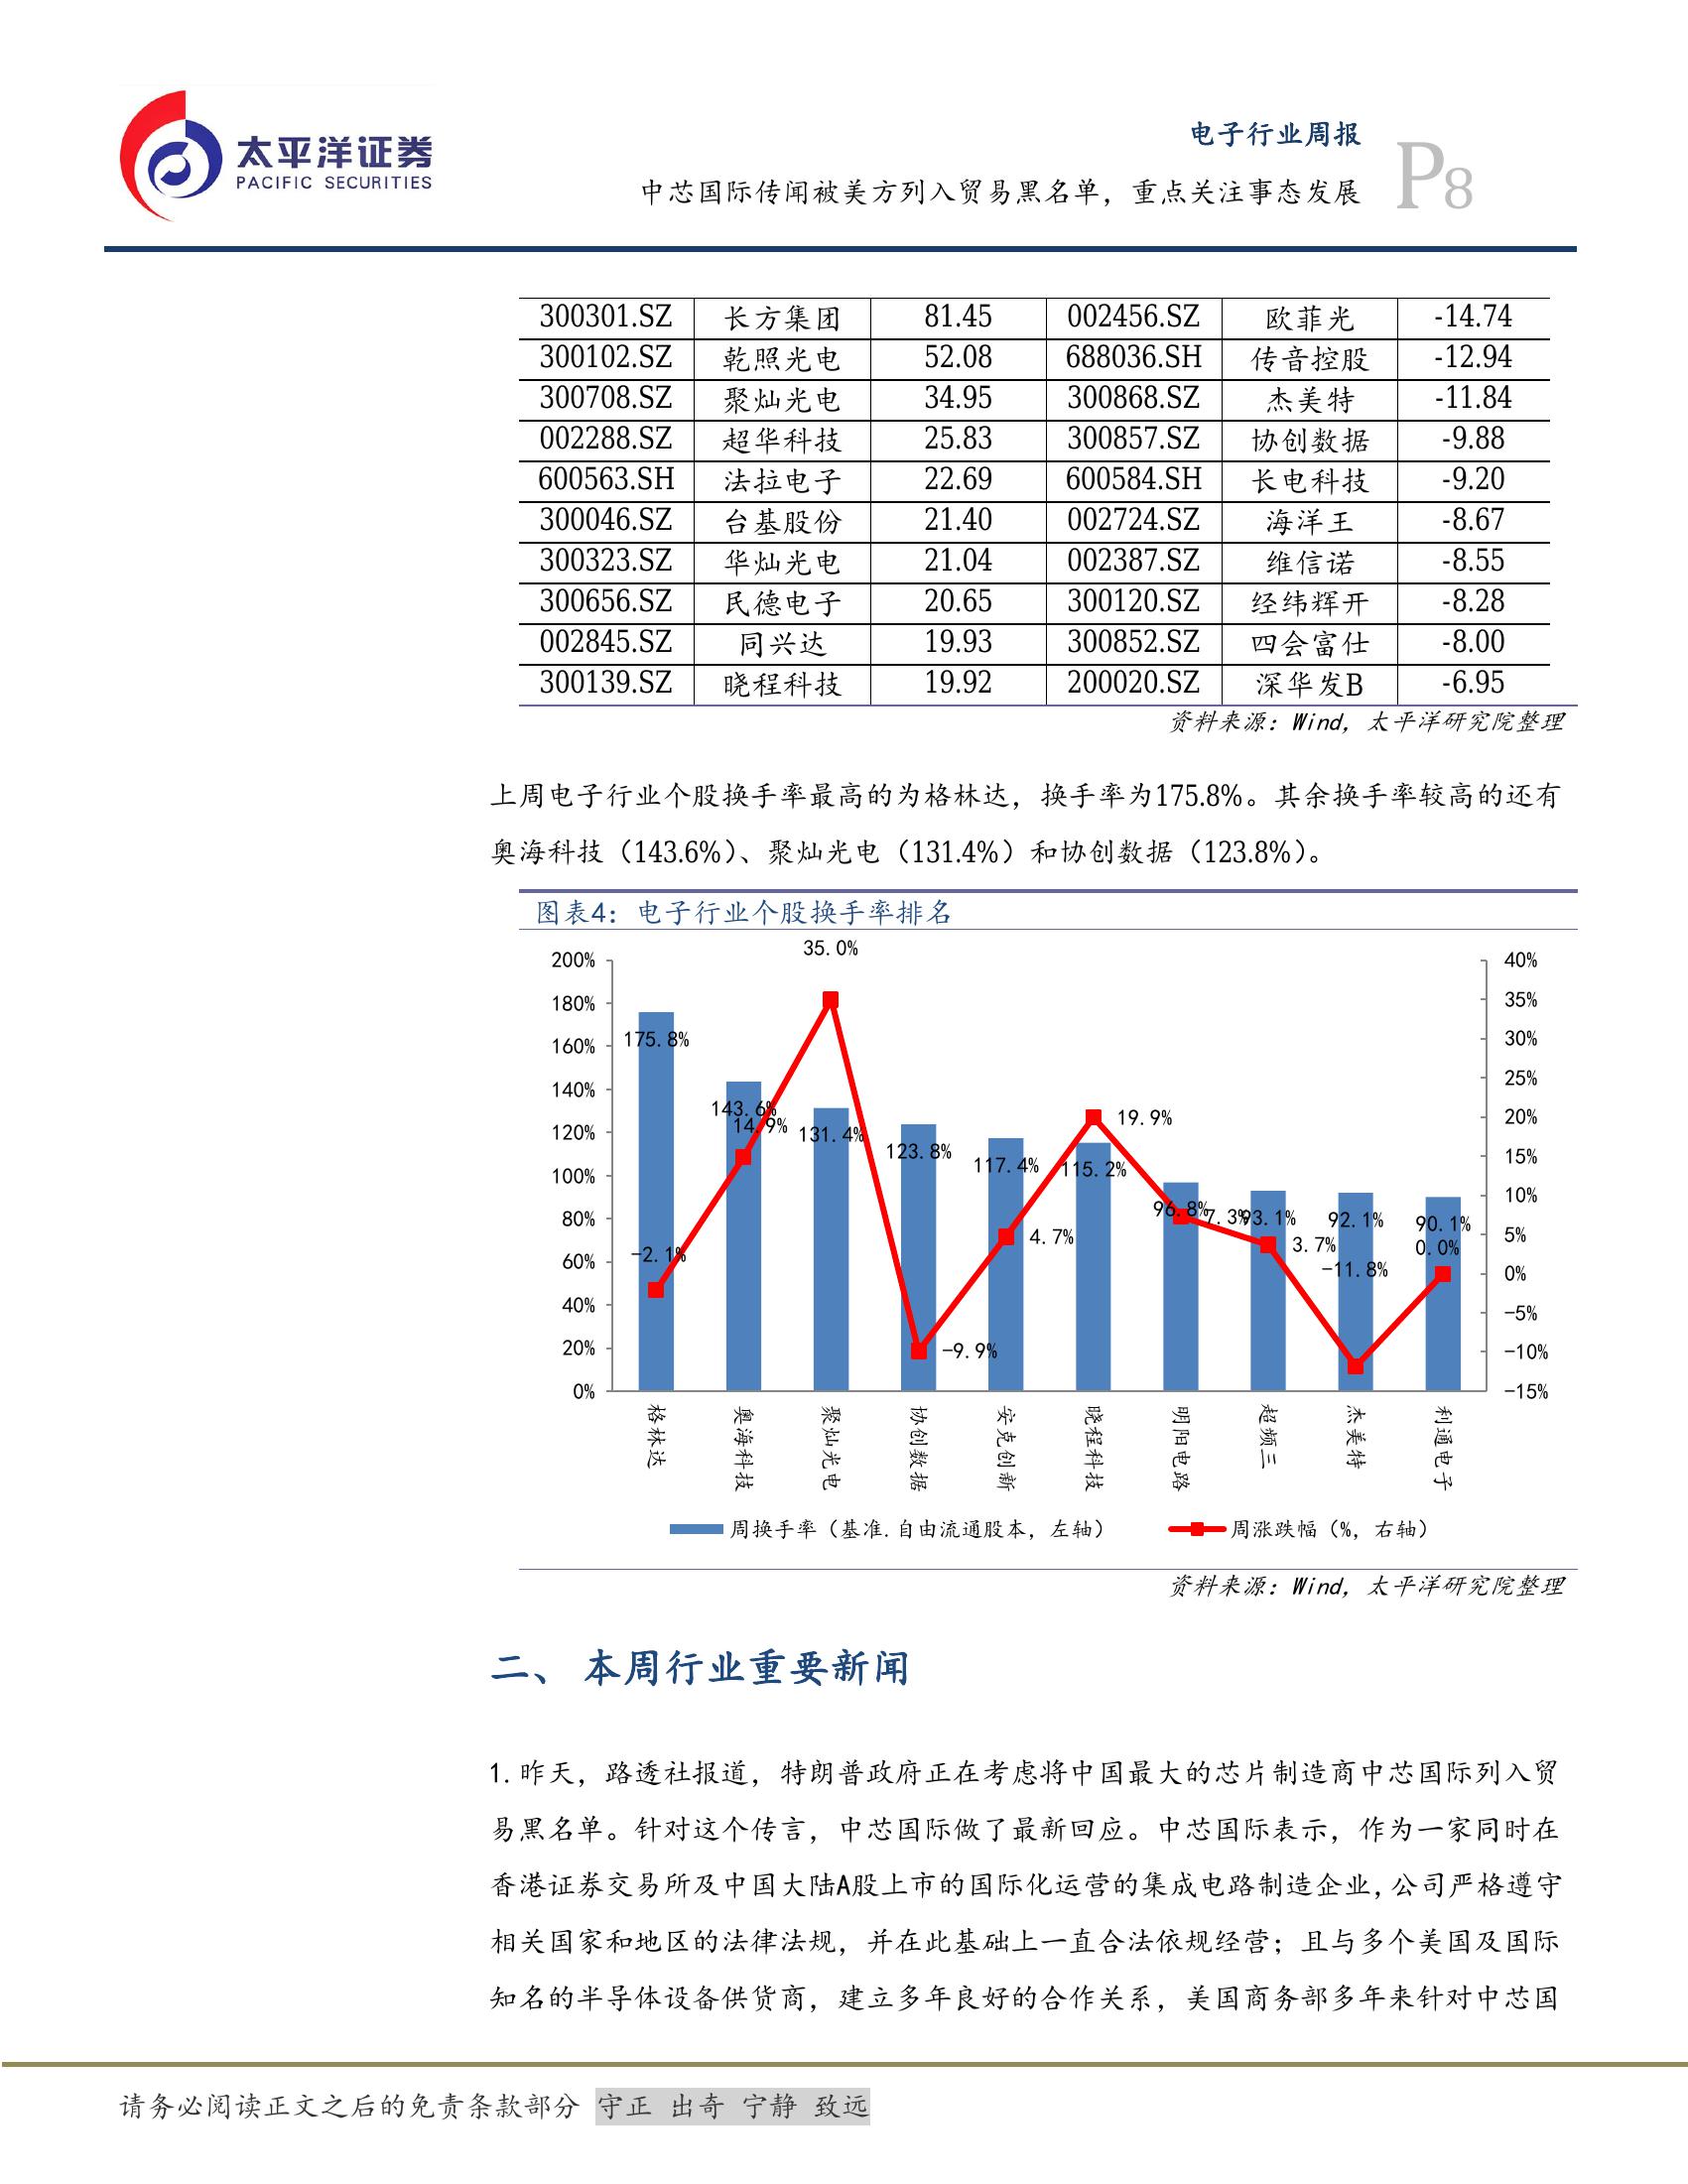 太平洋证券
PACIFIC SECURITIES
电子行业周报
中芯国际传闻被美方列入贸易黑名单，重点关注事态发展
P8
300301.SZ 长方集团 81.45 002456.SZ 欧菲光 -14.74
300102.SZ 乾照光电 52.08 688036.SH 传音控股 -12.94
300708.SZ 聚灿光电 34.95 300868.SZ 杰美特 -11.84
002288.SZ 超华科技 25.83 300857.SZ 协创数据 -9.88
600563.SH 法拉电子 22.69 600584.SH 长电科技 -9.20
300046.SZ 台基股份 21.40 002724.SZ 海洋王 -8.67
300323.SZ 华灿光电 21.04 002387.SZ 维信诺 -8.55
300656.SZ 民德电子 20.65 300120.SZ 经纬辉开 -8.28
002845.SZ 同兴达 19.93 300852.SZ 四会富仕 -8.00
300139.SZ 晓程科技 19.92 200020.SZ 深华发B -6.95
资料来源：Wind，太平洋研究院整理
上周电子行业个股换手率最高的为格林达，换手率为175.8%。其余换手率较高的还有
奥海科技（143.6%）、聚灿光电（131.4%）和协创数据（123.8%）。
图表4：电子行业个股换手率排名
200%
180%
160%
140%
120%
100%
80%
60%
40%
20%
0%
175.8%
143.6%
131.4%
123.8%
117.4%
115.2%
96.8%
93.1%
92.1%
90.1%
-2.1%
14.9%
35.0%
-9.9%
4.7%
19.9%
7.3%
3.7%
-11.8%
0.0%
40%
35%
30%
25%
20%
15%
10%
5%
0%
-5%
-10%
-15%
格林达
奥海科技
聚灿光电
协创数据
安克创新
晓程科技
明阳电路
超频三
杰美特
利通电子
周换手率（基准.自由流通股本，左轴）
周涨跌幅（%，右轴）
资料来源：Wind，太平洋研究院整理
二、 本周行业重要新闻
1.昨天，路透社报道，特朗普政府正在考虑将中国最大的芯片制造商中芯国际列入贸
易黑名单。针对这个传言，中芯国际做了最新回应。中芯国际表示，作为一家同时在
香港证券交易所及中国大陆A股上市的国际化运营的集成电路制造企业,公司严格遵守
相关国家和地区的法律法规，并在此基础上一直合法依规经营；且与多个美国及国际
知名的半导体设备供货商，建立多年良好的合作关系，美国商务部多年来针对中芯国
请务必阅读正文之后的免责条款部分 守正 出奇 宁静 致远